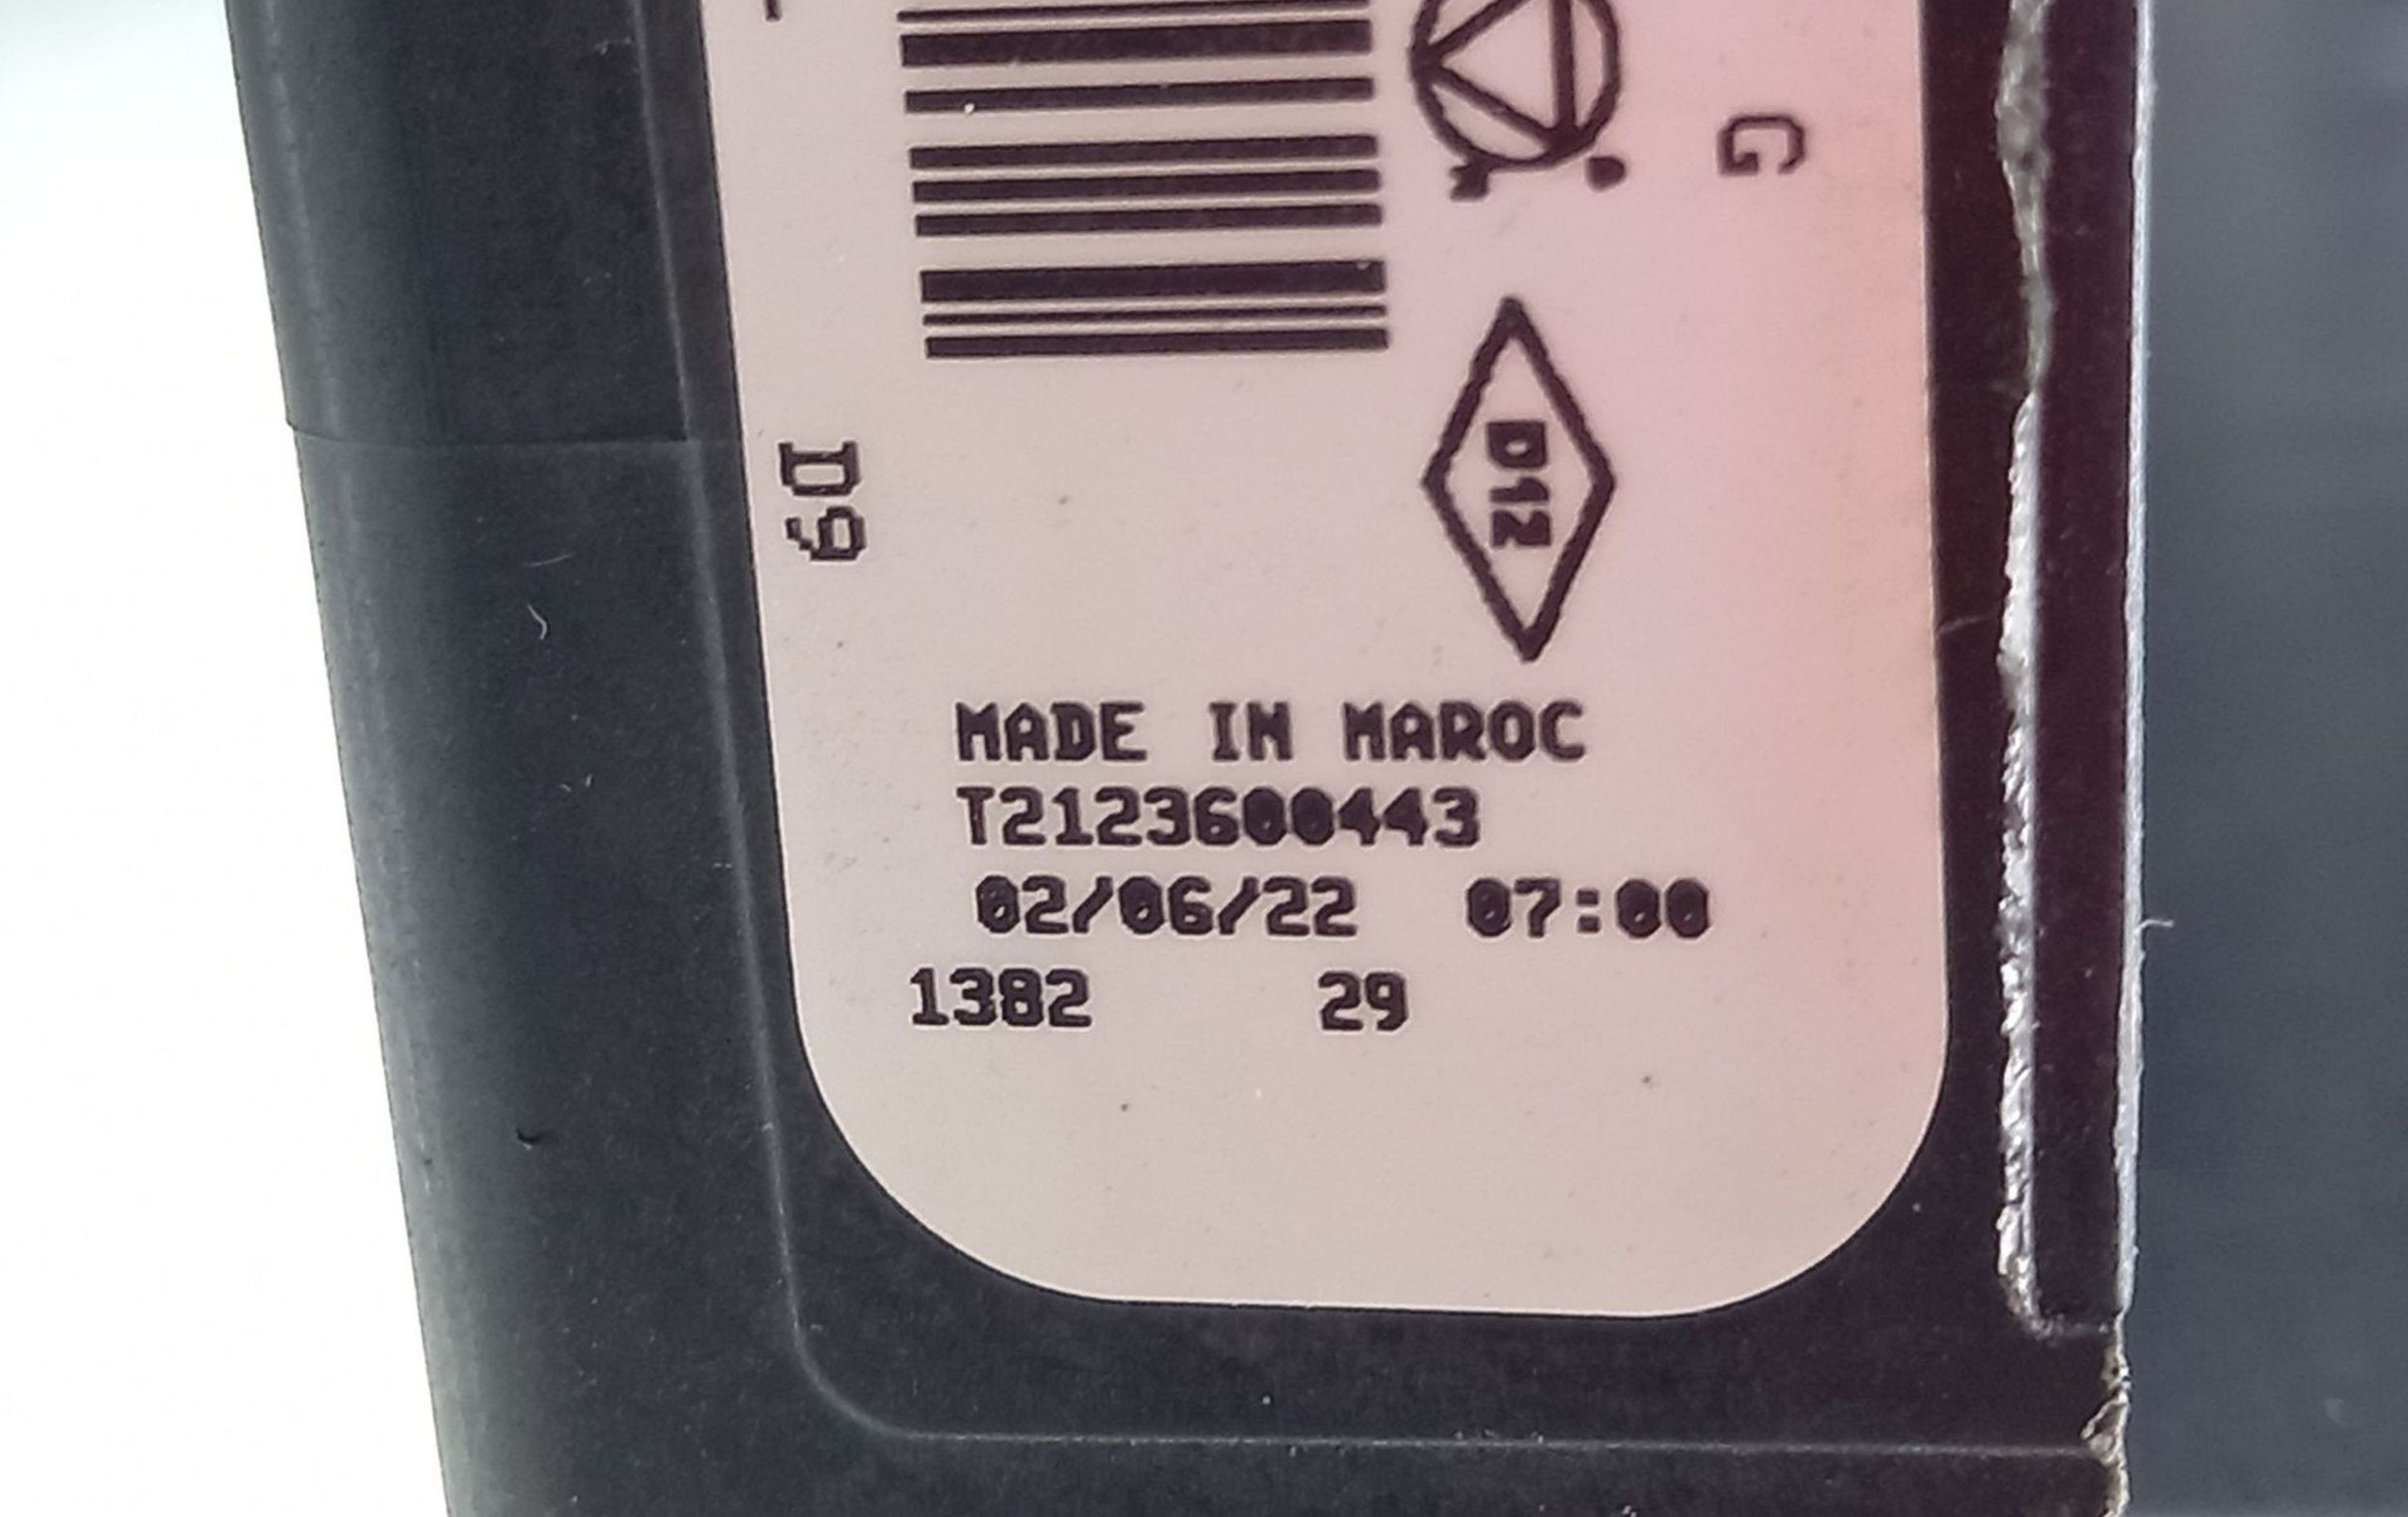 G
D12
D9
MADE IN MAROC
T2123600443
02/06/22 07:00
1382 29